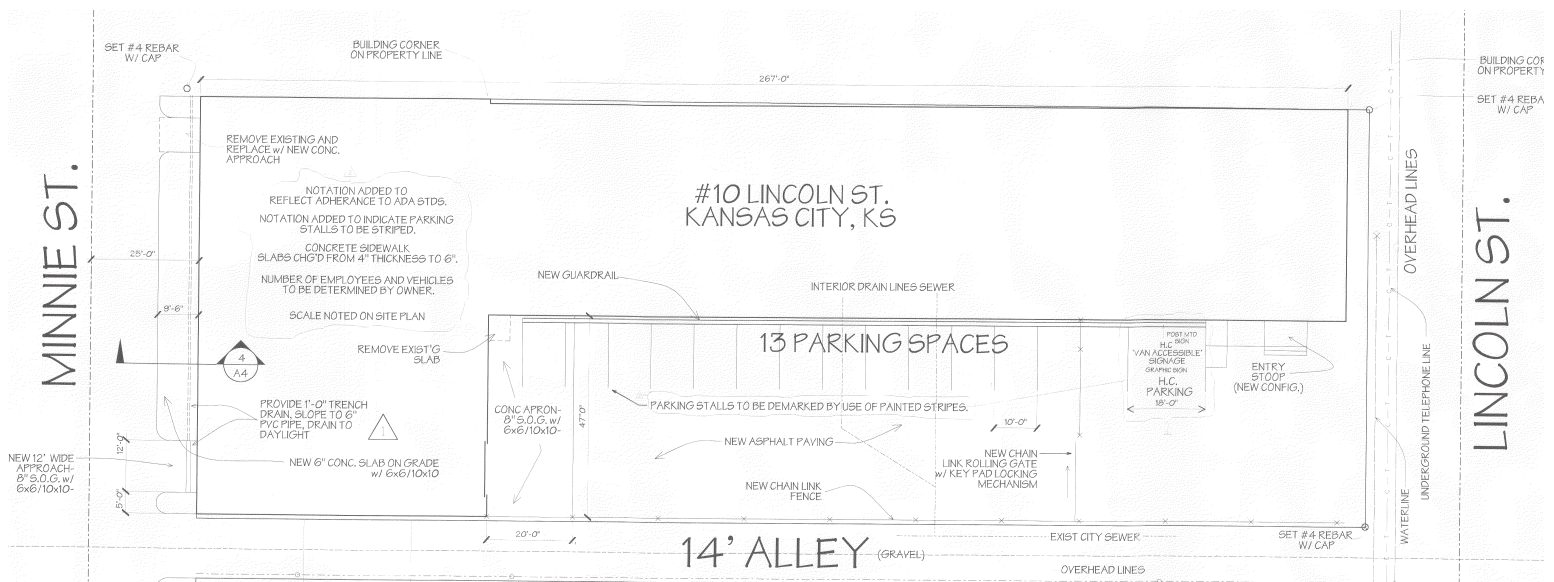 SET #4 REBAR
W/ CAP
BUILDING CORNER
ON PROPERTY LINE
267'-0"
BUILDING COR
ON PROPERTY
SET #4 REBA
W/ CAP
REMOVE EXISTING AND
REPLACE w/ NEW CONC.
APPROACH
NOTATION ADDED TO
REFLECT ADHERANCE TO ADA STDS.
NOTATION ADDED TO INDICATE PARKING
STALLS TO BE STRIPED.
CONCRETE SIDEWALK
SLABS CHG'D FROM 4" THICKNESS TO 6".
NUMBER OF EMPLOYEES AND VEHICLES
TO BE DETERMINED BY OWNER.
SCALE NOTED ON SITE PLAN
#10 LINCOLN ST.
KANSAS CITY, KS
MINNIE ST.
25'-0"
9'-6"
OVERHEAD LINES
LINCOLN ST.
NEW GUARDRAIL
INTERIOR DRAIN LINES SEWER
REMOVE EXIST'G
SLAB
13 PARKING SPACES
POST MTD
SIGN
H.C
'VAN ACCESSIBLE'
SIGNAGE
GRAPHIC SIGN
H.C.
PARKING
18'-0"
ENTRY
STOOP
(NEW CONFIG.)
4
A4
PROVIDE 1'-0" TRENCH
DRAIN, SLOPE TO 6"
PVC PIPE, DRAIN TO
DAYLIGHT
1
CONC APRON-
8" S.O.G. w/
6x6/10x10-
47'0"
PARKING STALLS TO BE DEMARKED BY USE OF PAINTED STRIPES.
10'-0"
NEW ASPHALT PAVING
NEW 12' WIDE
APPROACH-
8" S.O.G. w/
6x6/10x10-
12'-0"
5'-0"
NEW 6" CONC. SLAB ON GRADE
w/ 6x6/10x10
NEW CHAIN
LINK ROLLING GATE
w/ KEY PAD LOCKING
MECHANISM
NEW CHAIN LINK
FENCE
UNDERGROUND TELEPHONE LINE
WATERLINE
20'-0"
14' ALLEY (GRAVEL)
EXIST CITY SEWER
SET #4 REBAR
W/ CAP
OVERHEAD LINES